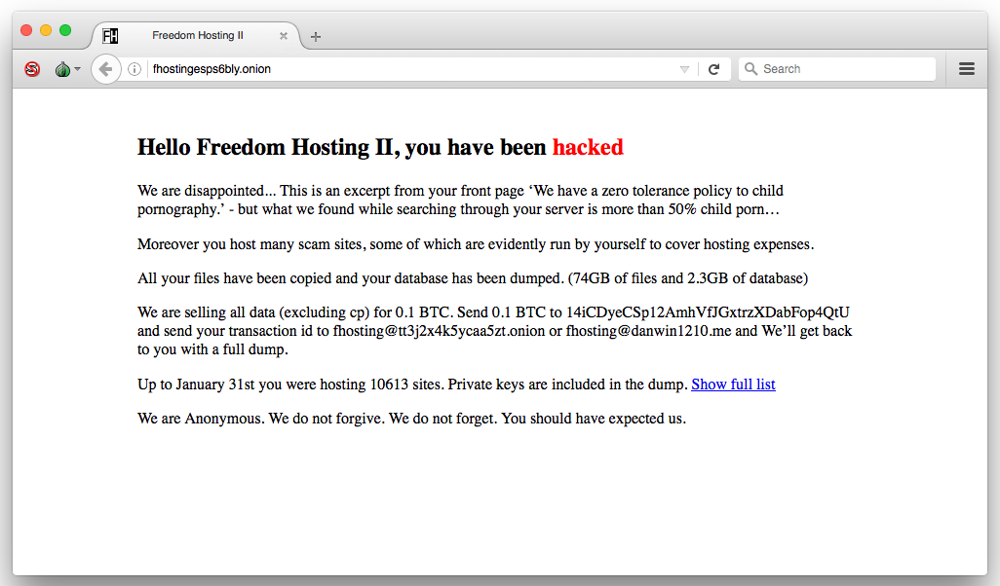 FH Freedom Hosting II
fhostingesps6bly.onion
Search
Hello Freedom Hosting II, you have been hacked
We are disappointed... This is an excerpt from your front page ‘We have a zero tolerance policy to child
pornography.’ - but what we found while searching through your server is more than 50% child porn…
Moreover you host many scam sites, some of which are evidently run by yourself to cover hosting expenses.
All your files have been copied and your database has been dumped. (74GB of files and 2.3GB of database)
We are selling all data (excluding cp) for 0.1 BTC. Send 0.1 BTC to 14iCDyeCSp12AmhVfJGxtrzXDabFop4QtU
and send your transaction id to fhosting@tt3j2x4k5ycaa5zt.onion or fhosting@danwin1210.me and We’ll get back
to you with a full dump.
Up to January 31st you were hosting 10613 sites. Private keys are included in the dump. Show full list
We are Anonymous. We do not forgive. We do not forget. You should have expected us.